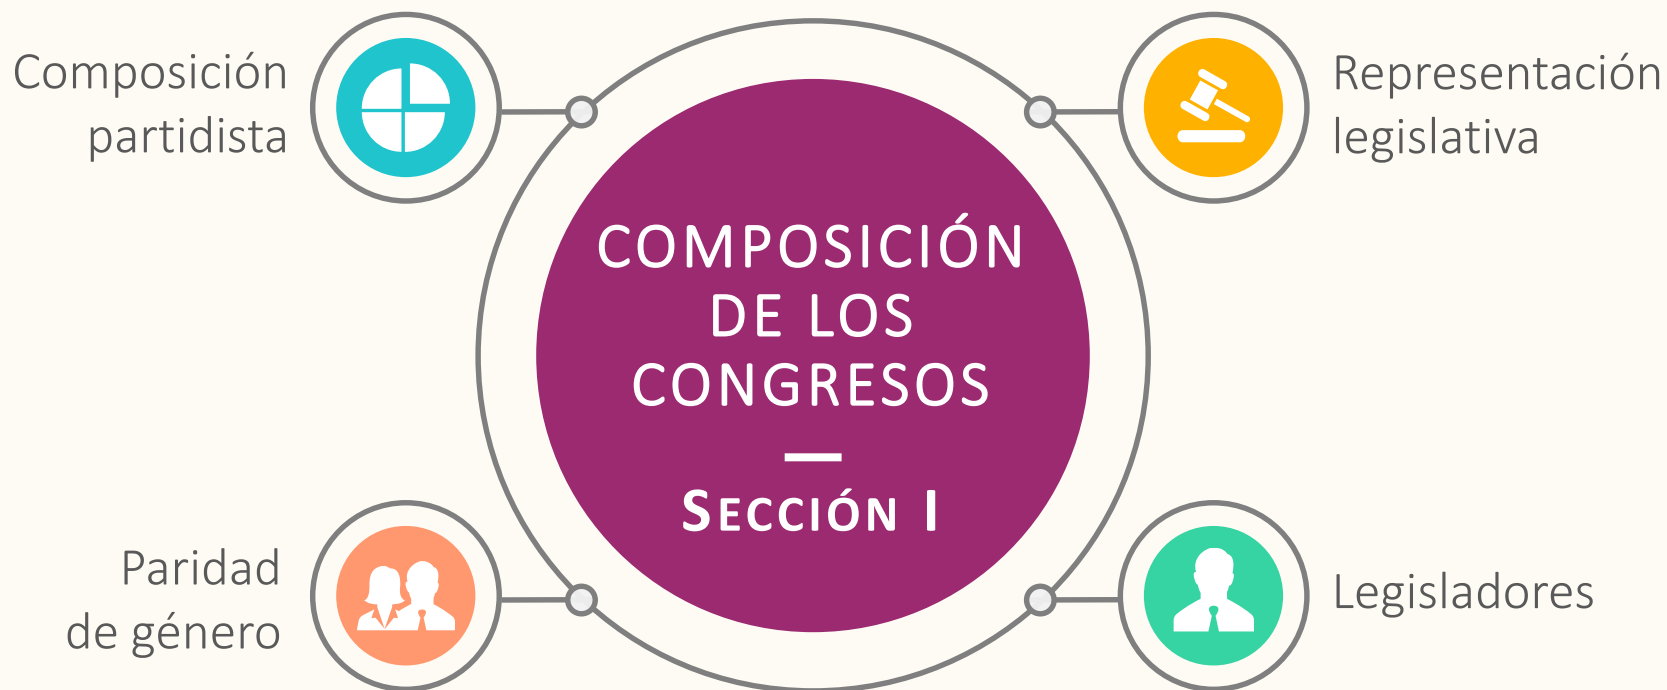 Composición
partidista
Representación
legislativa
COMPOSICIÓN
DE LOS
CONGRESOS
Sección I
Paridad
de género
Legisladores